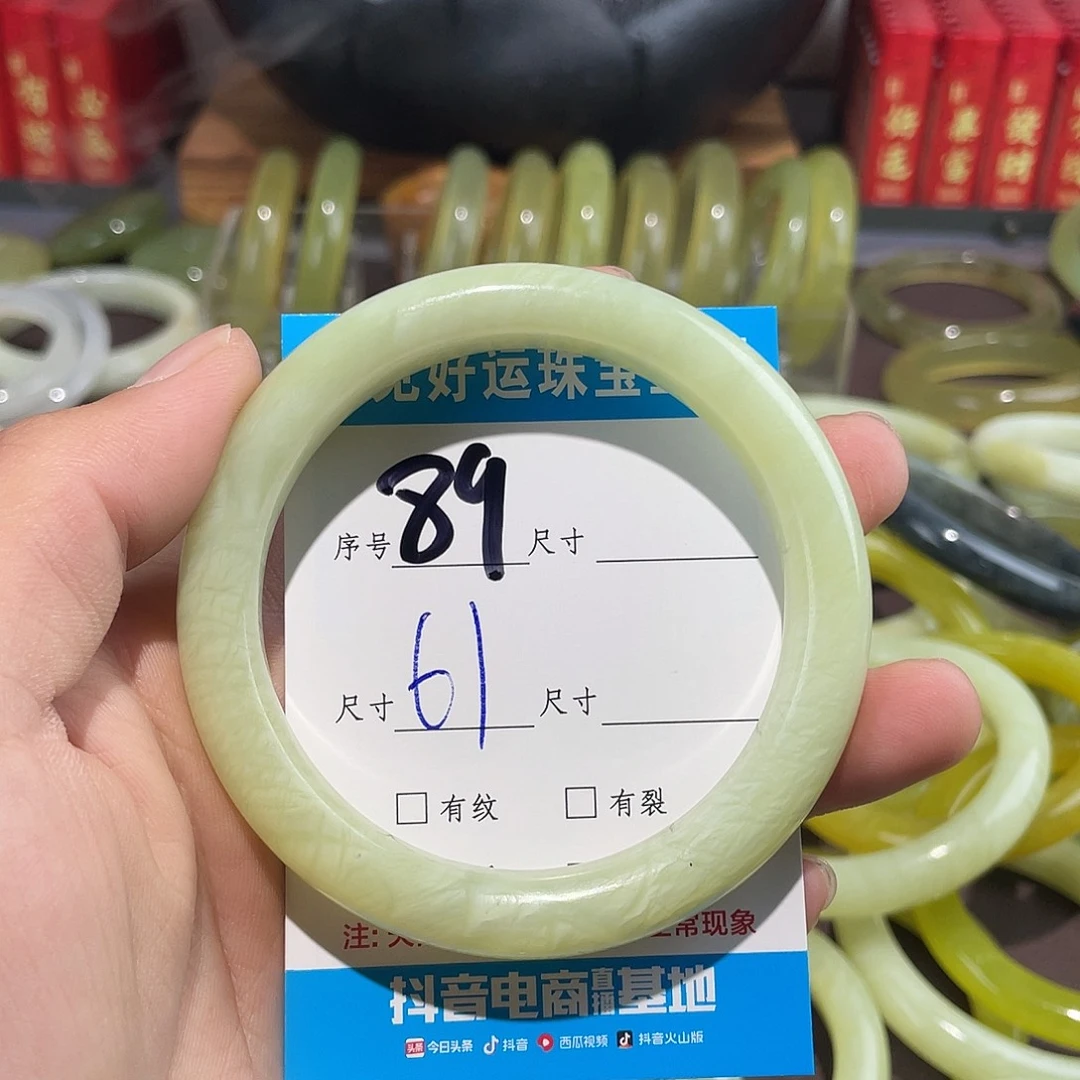 好运珠宝
序号 89 尺寸
尺寸 61 尺寸
□ 有纹 □ 有裂
注: 常现象
抖音电商直播基地
头条 今日头条 抖音 西瓜视频 抖音火山版